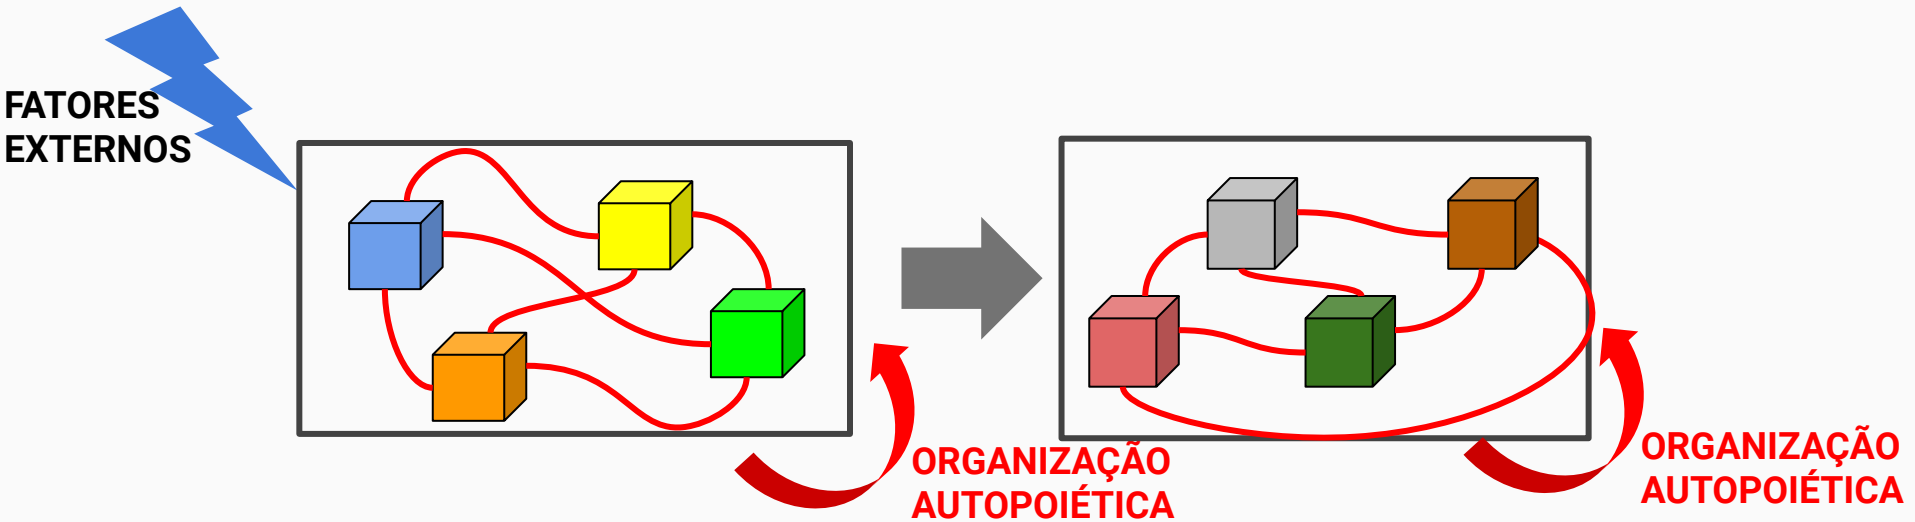 FATORES
EXTERNOS
ORGANIZAÇÃO
AUTOPOIÉTICA
ORGANIZAÇÃO
AUTOPOIÉTICA